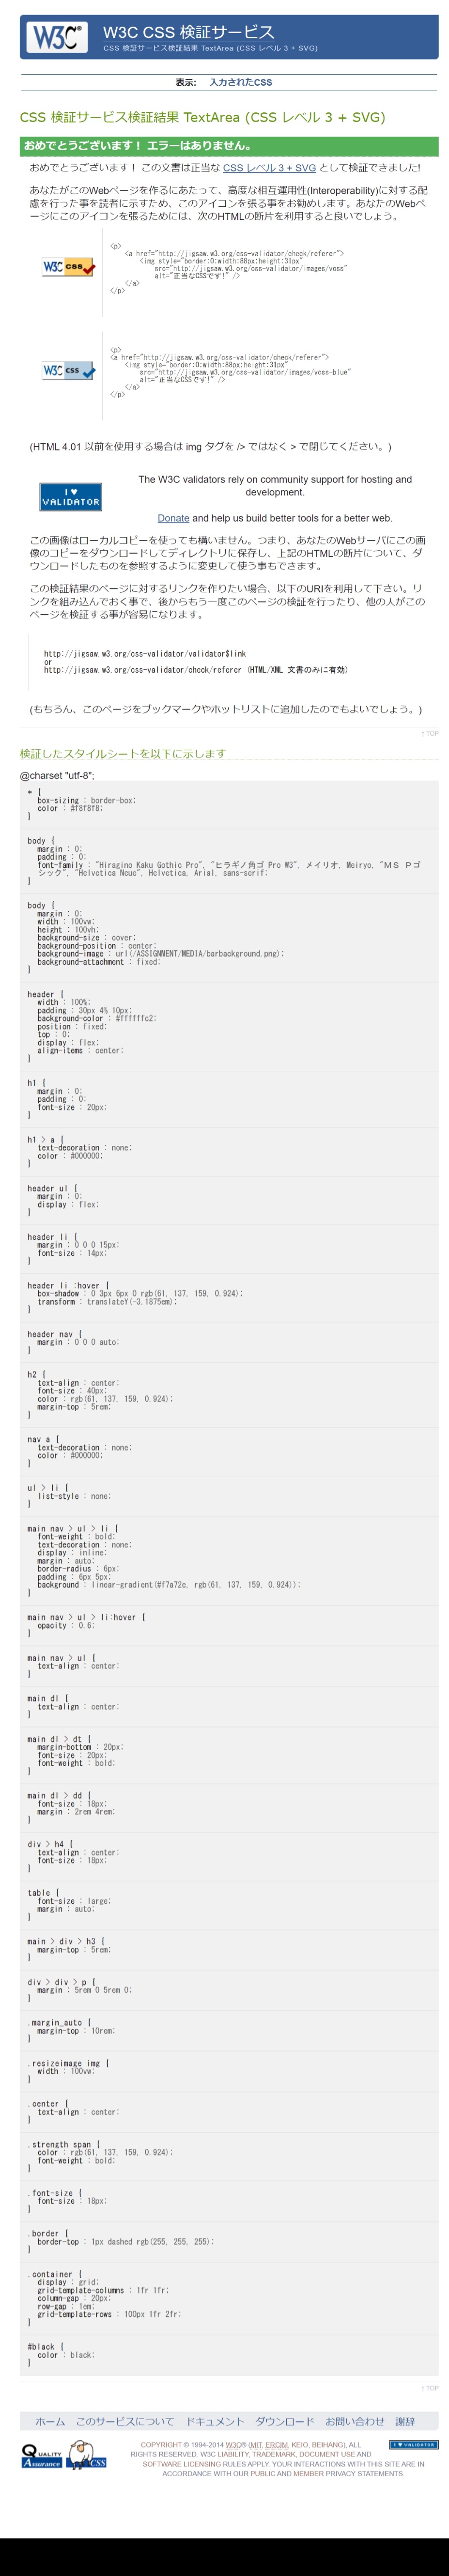 W3C® W3C CSS 検証サービス
CSS 検証サービス検証結果 TextArea (CSS レベル 3 + SVG)
表示: 入力されたCSS
CSS 検証サービス検証結果 TextArea (CSS レベル 3 + SVG)
おめでとうございます！ エラーはありません。
おめでとうございます！ この文書は正当な CSS レベル 3 + SVG として検証できました!
あなたがこのWebページを作るにあたって、高度な相互運用性(Interoperability)に対する配
慮を行った事を読者に示すため、このアイコンを張る事をお勧めします。あなたのWebペ
ージにこのアイコンを張るためには、次のHTMLの断片を利用すると良いでしょう。
W3C css
<p>
<a href="http://jigsaw.w3.org/css-validator/check/referer">
<img style="border:0;width:88px;height:31px"
src="http://jigsaw.w3.org/css-validator/images/vcss"
alt="正当なCSSです!" />
</a>
</p>
W3C css
<p>
<a href="http://jigsaw.w3.org/css-validator/check/referer">
<img style="border:0;width:88px;height:31px"
src="http://jigsaw.w3.org/css-validator/images/vcss-blue"
alt="正当なCSSです!" />
</a>
</p>
(HTML 4.01 以前を使用する場合は img タグを /> ではなく > で閉じてください。)
I ♥
VALIDATOR
The W3C validators rely on community support for hosting and
development.
Donate and help us build better tools for a better web.
この画像はローカルコピーを使っても構いません。つまり、あなたのWebサーバにこの画
像のコピーをダウンロードしてディレクトリに保存し、上記のHTMLの断片について、ダ
ウンロードしたものを参照するように変更して使う事もできます。
この検証結果のページに対するリンクを作りたい場合、以下のURIを利用して下さい。リ
ンクを組み込んでおく事で、後からもう一度このページの検証を行ったり、他の人がこの
ページを検証する事が容易になります。
http://jigsaw.w3.org/css-validator/validator$link
or
http://jigsaw.w3.org/css-validator/check/referer (HTML/XML 文書のみに有効)
(もちろん、このページをブックマークやホットリストに追加したのでもよいでしょう。)
↑ TOP
検証したスタイルシートを以下に示します
@charset "utf-8";
* {
box-sizing : border-box;
color : #f8f8f8;
}
body {
margin : 0;
padding : 0;
font-family : "Hiragino Kaku Gothic Pro", "ヒラギノ角ゴ Pro W3", メイリオ, Meiryo, "ＭＳ Ｐゴ
シック", "Helvetica Neue", Helvetica, Arial, sans-serif;
}
body {
margin : 0;
width : 100vw;
height : 100vh;
background-size : cover;
background-position : center;
background-image : url(/ASSIGNMENT/MEDIA/barbackground.png);
background-attachment : fixed;
}
header {
width : 100%;
padding : 30px 4% 10px;
background-color : #ffffffc2;
position : fixed;
top : 0;
display : flex;
align-items : center;
}
h1 {
margin : 0;
padding : 0;
font-size : 20px;
}
h1 > a {
text-decoration : none;
color : #000000;
}
header ul {
margin : 0;
display : flex;
}
header li {
margin : 0 0 0 15px;
font-size : 14px;
}
header li :hover {
box-shadow : 0 3px 6px 0 rgb(61, 137, 159, 0.924);
transform : translateY(-3.1875em);
}
header nav {
margin : 0 0 0 auto;
}
h2 {
text-align : center;
font-size : 40px;
color : rgb(61, 137, 159, 0.924);
margin-top : 5rem;
}
nav a {
text-decoration : none;
color : #000000;
}
ul > li {
list-style : none;
}
main nav > ul > li {
font-weight : bold;
text-decoration : none;
display : inline;
margin : auto;
border-radius : 6px;
padding : 6px 5px;
background : linear-gradient(#f7a72e, rgb(61, 137, 159, 0.924));
}
main nav > ul > li:hover {
opacity : 0.6;
}
main nav > ul {
text-align : center;
}
main dl {
text-align : center;
}
main dl > dt {
margin-bottom : 20px;
font-size : 20px;
font-weight : bold;
}
main dl > dd {
font-size : 18px;
margin : 2rem 4rem;
}
div > h4 {
text-align : center;
font-size : 18px;
}
table {
font-size : large;
margin : auto;
}
main > div > h3 {
margin-top : 5rem;
}
div > div > p {
margin : 5rem 0 5rem 0;
}
.margin_auto {
margin-top : 10rem;
}
.resizeimage img {
width : 100vw;
}
.center {
text-align : center;
}
.strength span {
color : rgb(61, 137, 159, 0.924);
font-weight : bold;
}
.font-size {
font-size : 18px;
}
.border {
border-top : 1px dashed rgb(255, 255, 255);
}
.container {
display : grid;
grid-template-columns : 1fr 1fr;
column-gap : 20px;
row-gap : 1em;
grid-template-rows : 100px 1fr 2fr;
}
#black {
color : black;
}
↑ TOP
ホーム このサービスについて ドキュメント ダウンロード お問い合わせ 謝辞
QUALITY
Assurance
CSS
COPYRIGHT © 1994-2014 W3C® (MIT, ERCIM, KEIO, BEIHANG), ALL
RIGHTS RESERVED. W3C LIABILITY, TRADEMARK, DOCUMENT USE AND
SOFTWARE LICENSING RULES APPLY. YOUR INTERACTIONS WITH THIS SITE ARE IN
ACCORDANCE WITH OUR PUBLIC AND MEMBER PRIVACY STATEMENTS.
I ♥ VALIDATOR